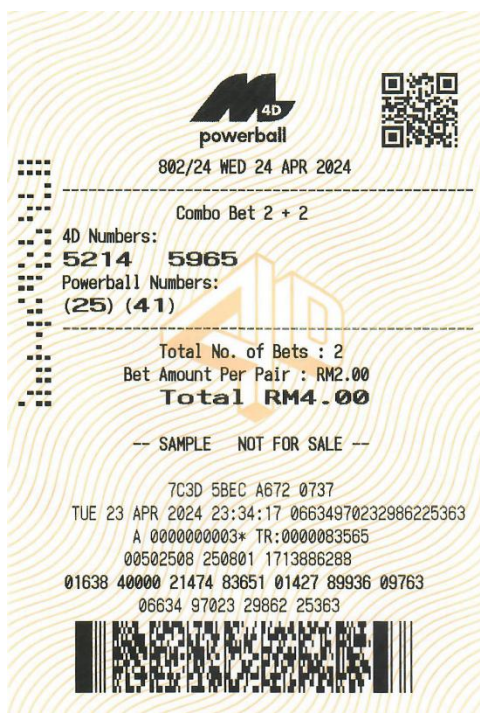 4D
powerball
802/24 WED 24 APR 2024
Combo Bet 2 + 2
4D Numbers:
5214 5965
Powerball Numbers:
(25) (41)
Total No. of Bets : 2
Bet Amount Per Pair : RM2.00
Total RM4.00
-- SAMPLE NOT FOR SALE --
7C3D 5BEC A672 0737
TUE 23 APR 2024 23:34:17 06634970232986225363
A 0000000003* TR:0000083565
00502508 250801 1713886288
01638 40000 21474 83651 01427 89936 09763
06634 97023 29862 25363